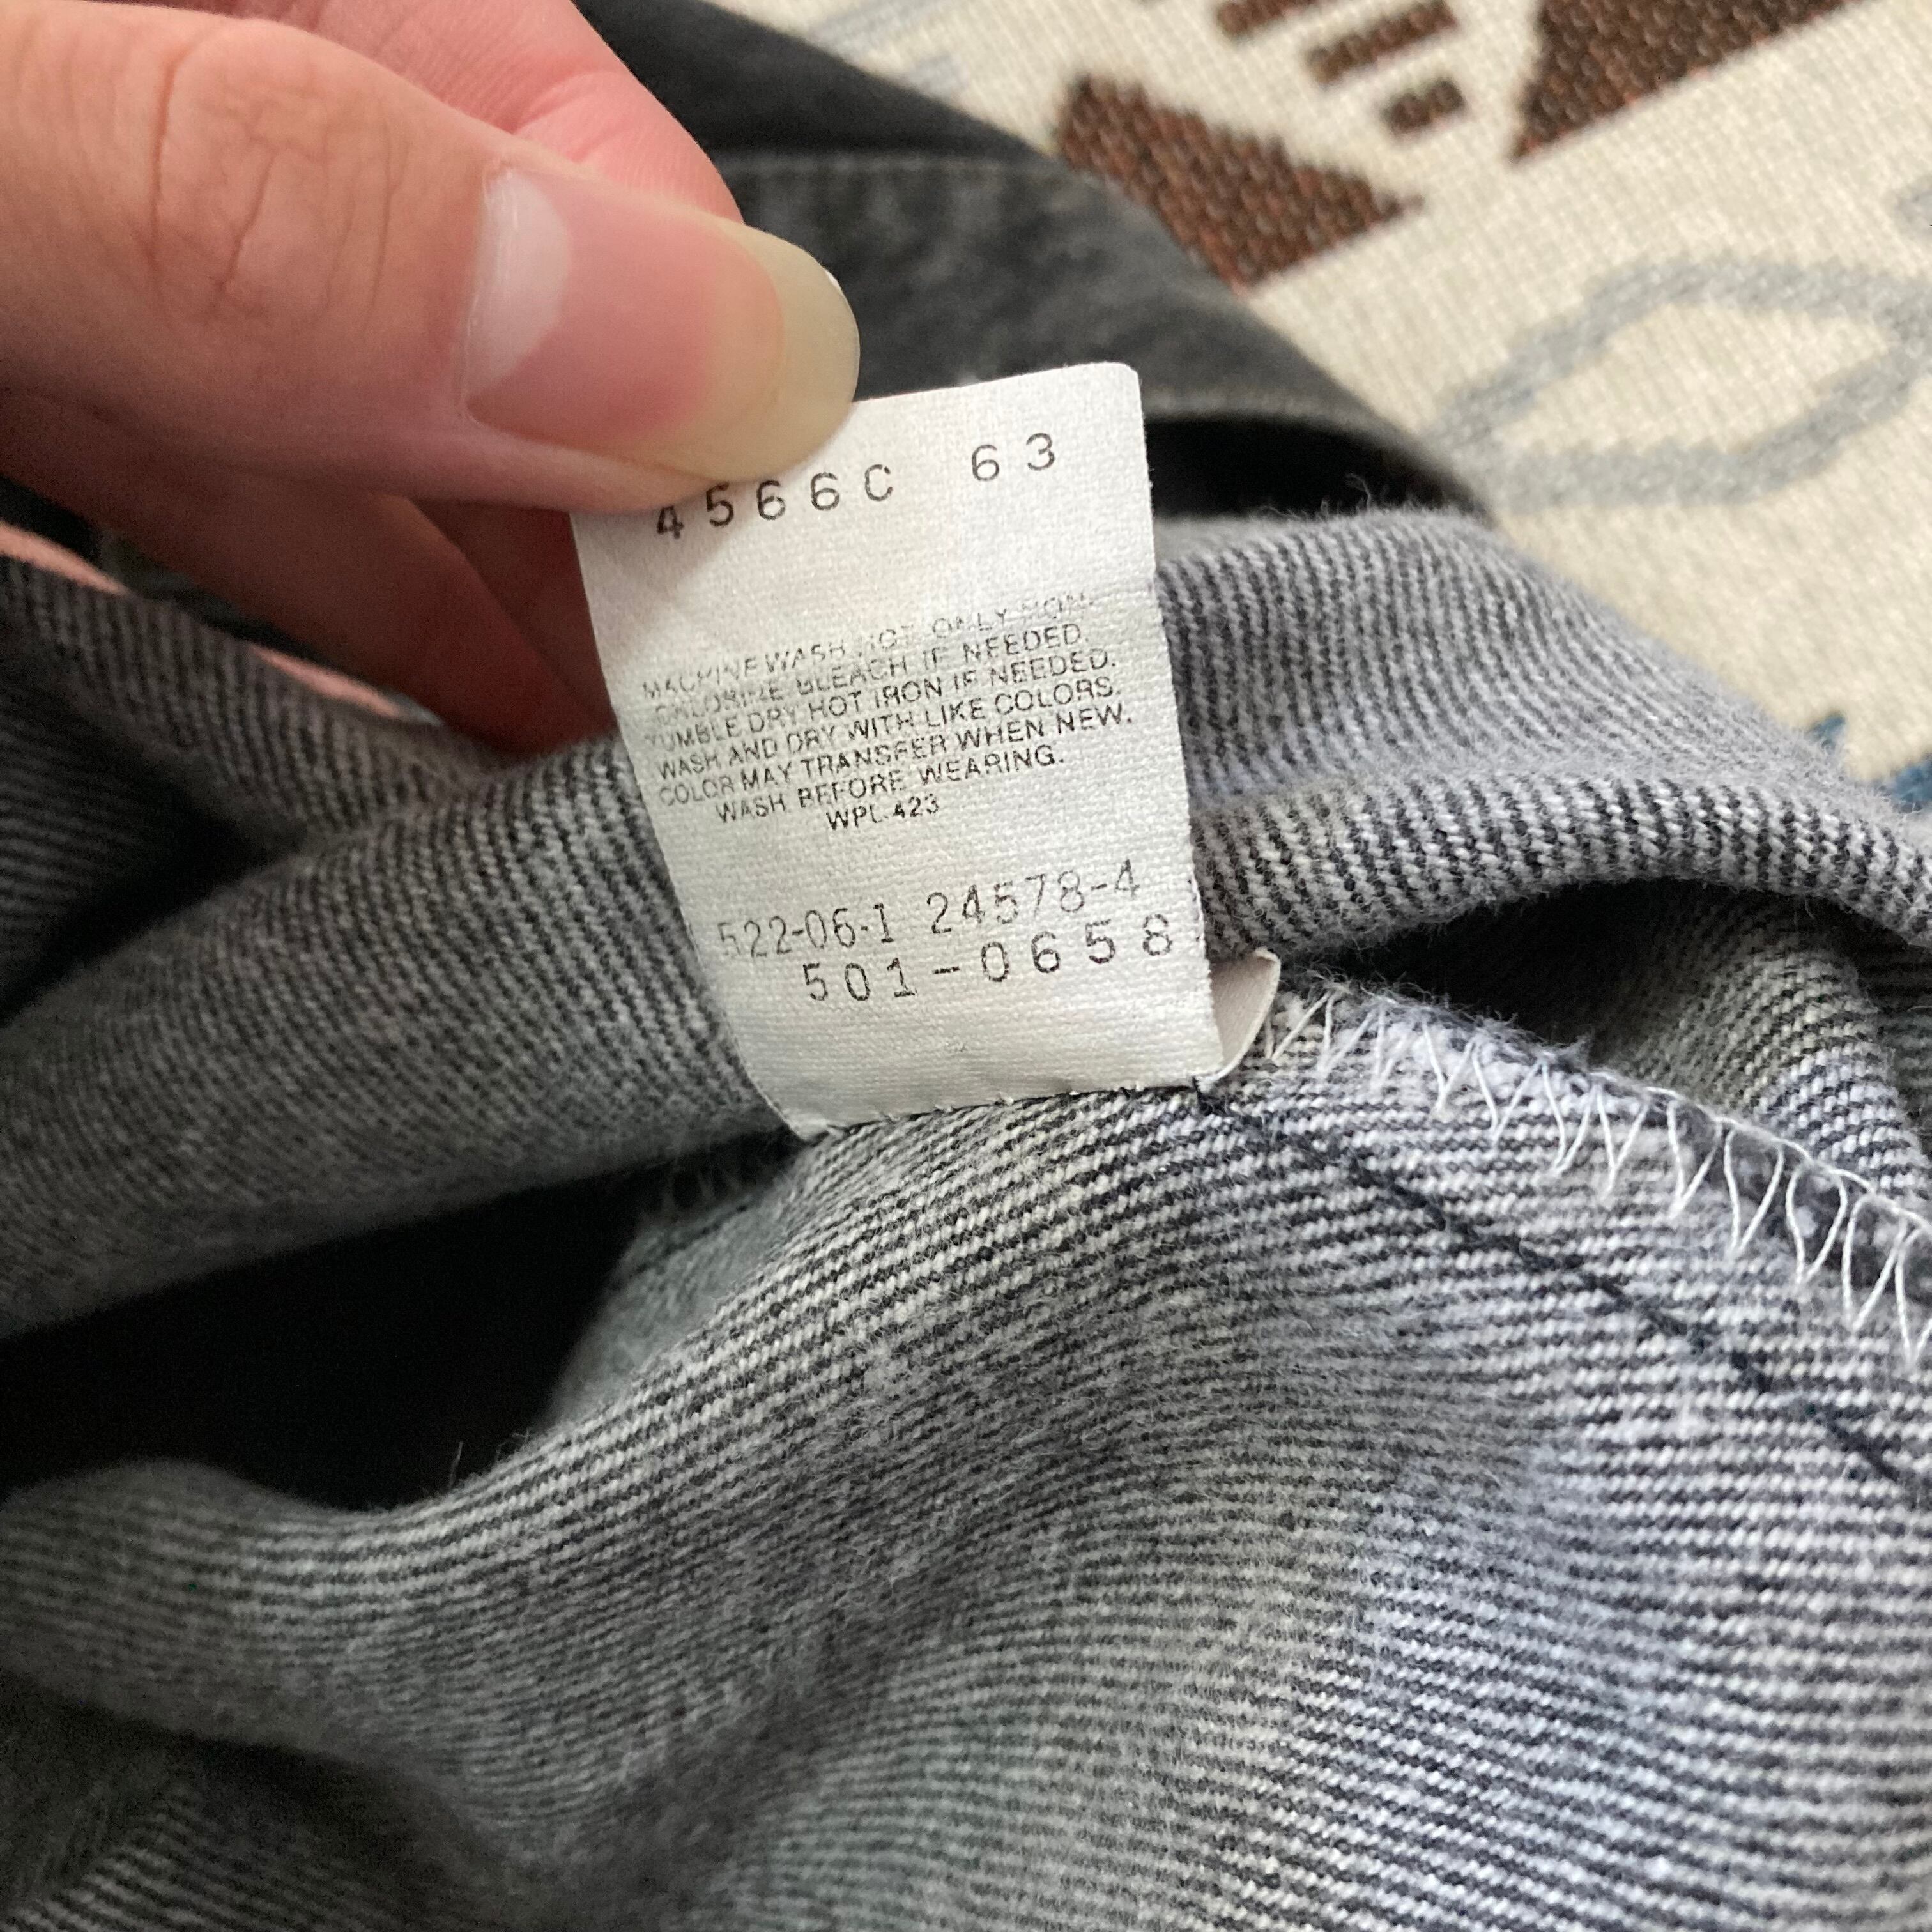 4566C 63
MACHINE WASH HOT ONLY NON-
CHLORINE BLEACH IF NEEDED.
TUMBLE DRY HOT IRON IF NEEDED.
WASH AND DRY WITH LIKE COLORS.
COLOR MAY TRANSFER WHEN NEW.
WASH BEFORE WEARING.
WPL 423
522-06-1 24578-4
501-0658